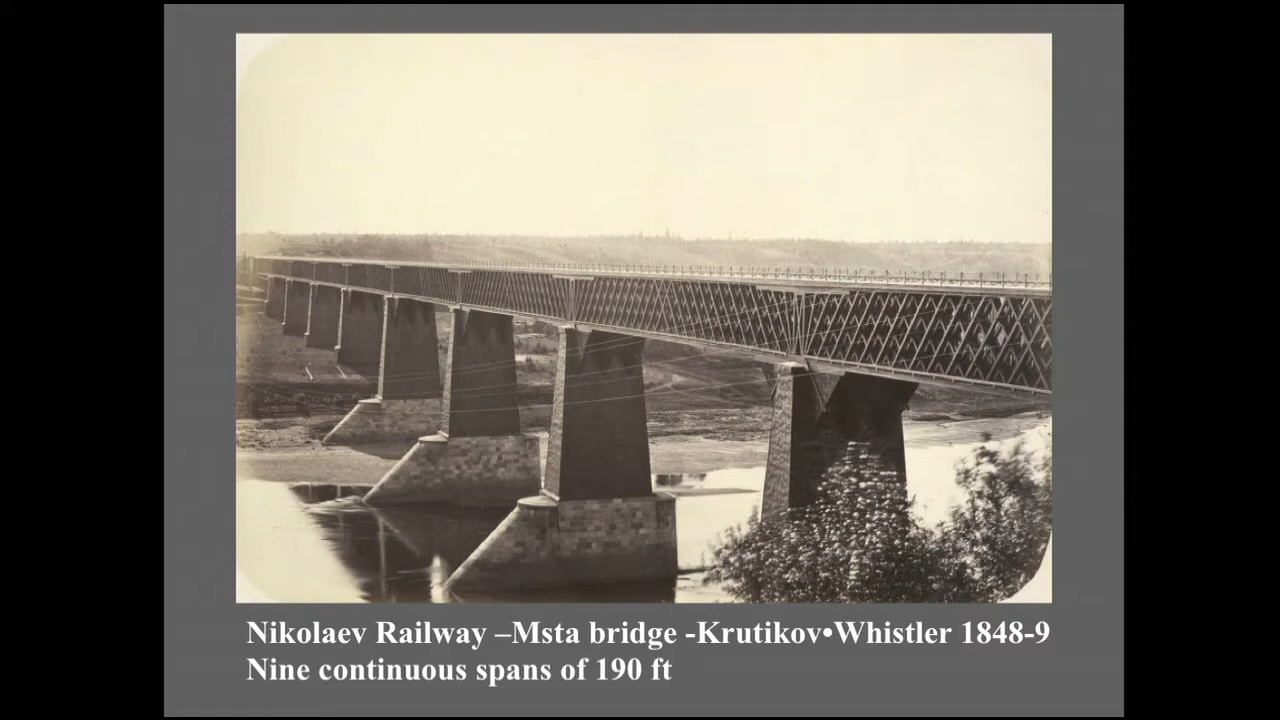 Nikolaev Railway –Msta bridge -Krutikov•Whistler 1848-9
Nine continuous spans of 190 ft